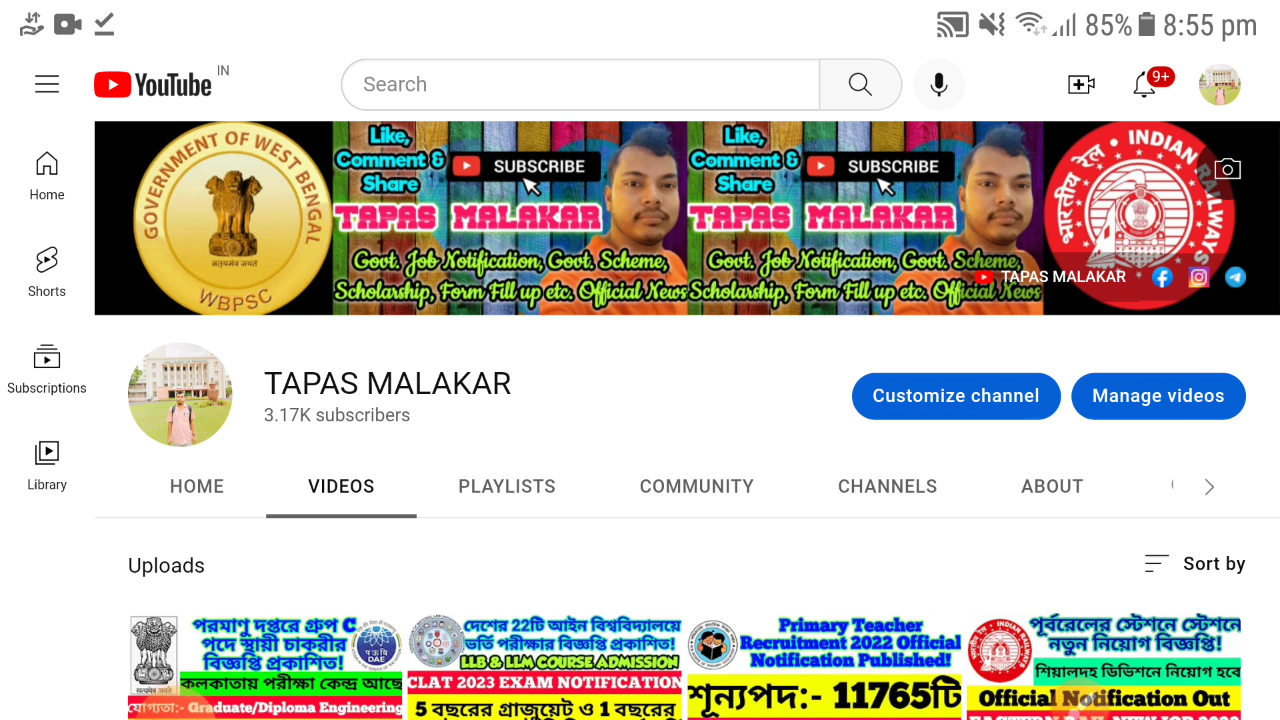 85% 8:55 pm
YouTube IN
Search
9+
Home
Shorts
Subscriptions
Library
GOVERNMENT OF WEST BENGAL
सत्यमेव जयते
WBPSC
Like,
Comment &
Share
SUBSCRIBE
TAPAS MALAKAR
Govt. Job Notification, Govt. Scheme,
Scholarship, Form Fill up etc. Official News
Like,
Comment &
Share
SUBSCRIBE
TAPAS MALAKAR
Govt. Job Notification, Govt. Scheme,
Scholarship, Form Fill up etc. Official News
भारतीय रेल • INDIAN RAILWAYS
TAPAS MALAKAR
TAPAS MALAKAR
3.17K subscribers
Customize channel
Manage videos
HOME VIDEOS PLAYLISTS COMMUNITY CHANNELS ABOUT
Uploads
Sort by
পরমাণু দপ্তরে গ্রুপ C
পদে স্থায়ী চাকরীর
বিজ্ঞপ্তি প্রকাশিত!
DAE
কলকাতায় পরীক্ষা কেন্দ্র আছে
যোগ্যতা:- Graduate/Diploma Engineering
দেশের 22টি আইন বিশ্ববিদ্যালয়ে
ভর্তি পরীক্ষার বিজ্ঞপ্তি প্রকাশিত!
LLB & LLM COURSE ADMISSION
CLAT 2023 EXAM NOTIFICATION
5 বছরের গ্রাজুয়েট ও 1 বছরের
Primary Teacher
Recruitment 2022 Official
Notification Published!
শূন্যপদ:- 11765টি
পূর্বরেলের স্টেশনে স্টেশনে
নতুন নিয়োগ বিজ্ঞপ্তি!
শিয়ালদহ ডিভিশনে নিয়োগ হবে
Official Notification Out